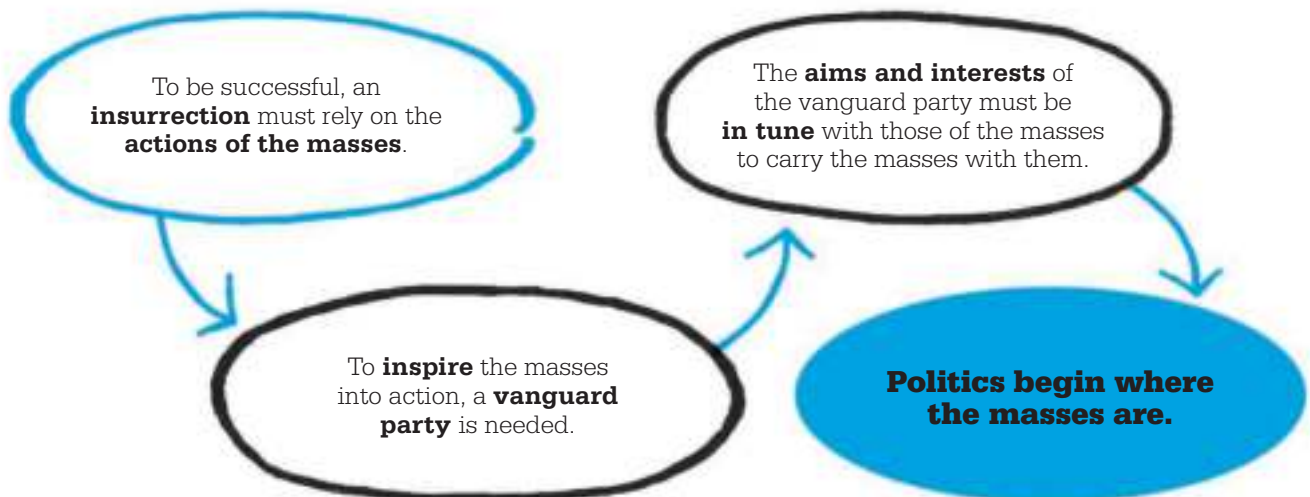 To be successful, an
insurrection must rely on the
actions of the masses.
To inspire the masses
into action, a vanguard
party is needed.
The aims and interests of
the vanguard party must be
in tune with those of the masses
to carry the masses with them.
Politics begin where
the masses are.